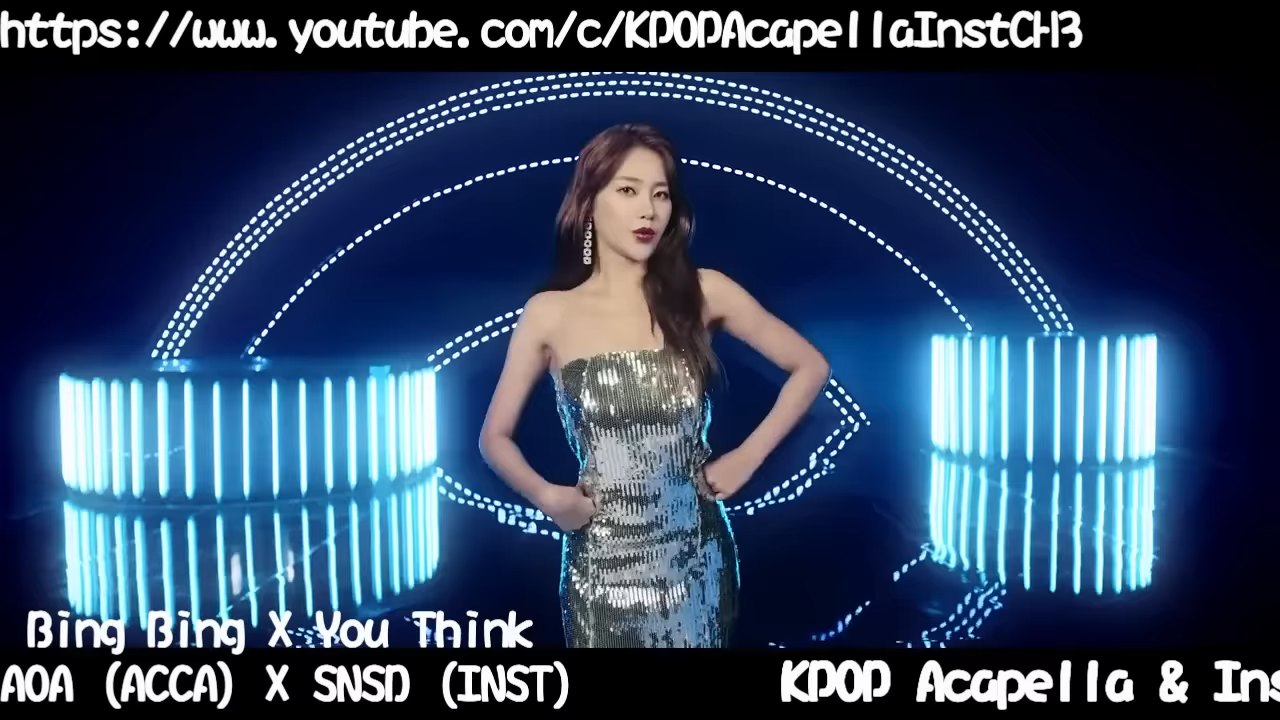 https://www.youtube.com/c/KPOPAcapellaInstCH3
Bing Bing X You Think
AOA (ACCA) X SNSD (INST)
KPOP Acapella & Ins